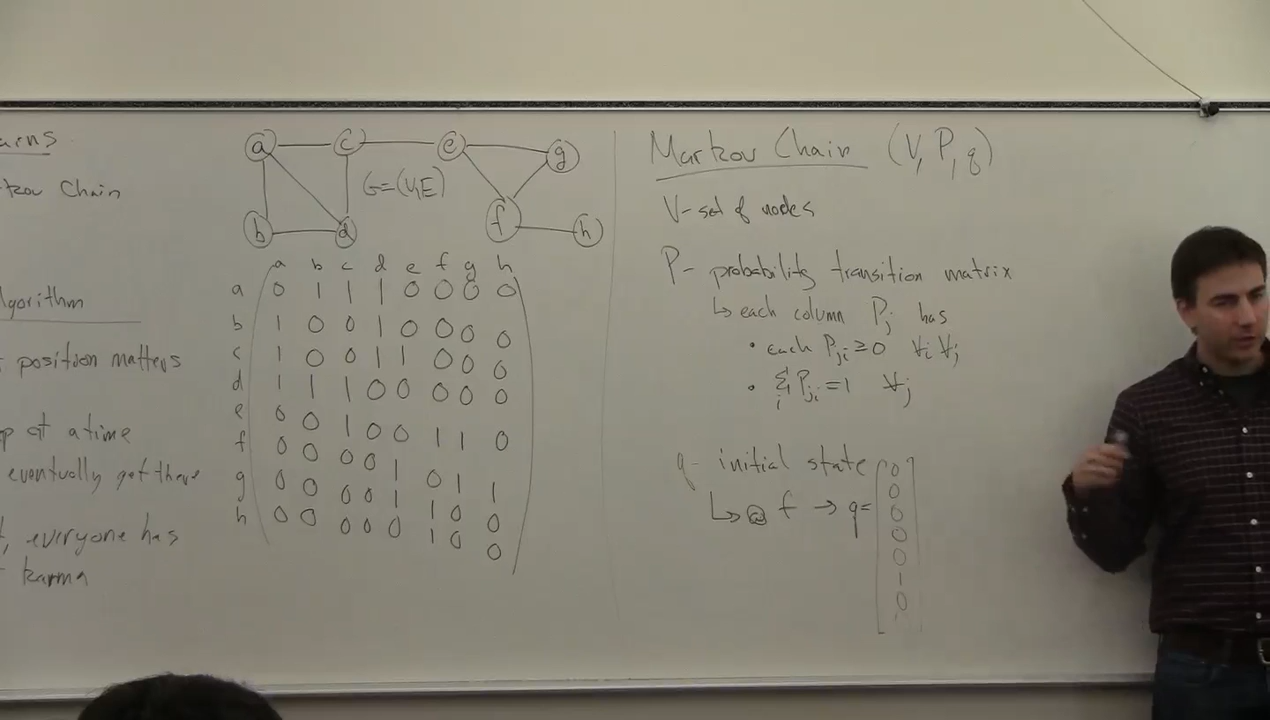 Markov Chain
algorithm
position matters
at a time
eventually get there
everyone has
karma
a c e g
G=(V,E)
b d f h
a b c d e f g h
a 0 1 1 1 0 0 0 0
b 1 0 0 1 0 0 0 0
c 1 0 0 1 1 0 0 0
d 1 1 1 0 0 0 0 0
e 0 0 1 0 0 1 1 0
f 0 0 0 0 1 0 1 1
g 0 0 0 0 1 1 0 0
h 0 0 0 0 0 1 0 0
Markov Chain (V, P, q)
V - set of nodes
P - probability transition matrix
↳ each column Pj has
• each Pji ≥ 0 ∀i ∀j
• Σi Pji = 1 ∀j
q - initial state
↳ @ f → q =
0
0
0
0
0
1
0